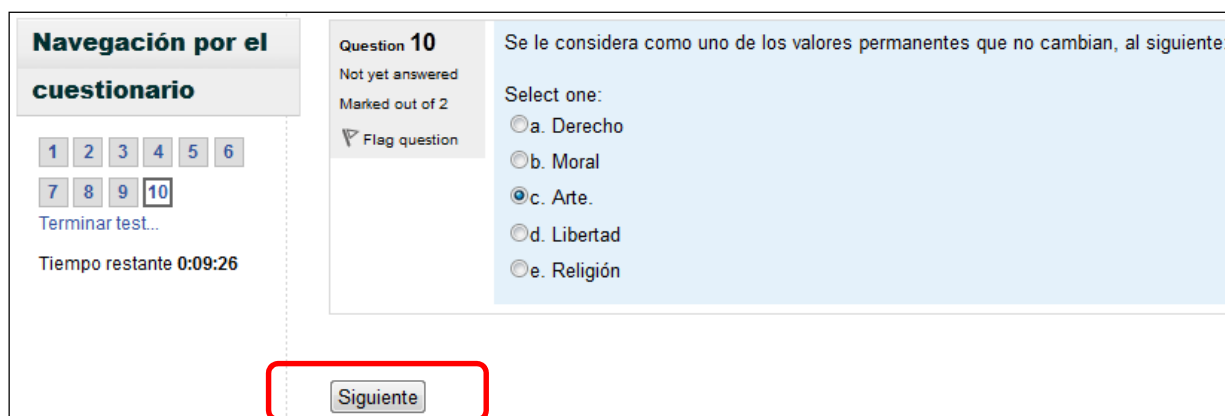 Navegación por el
cuestionario
1 2 3 4 5 6
7 8 9 10
Terminar test...
Tiempo restante 0:09:26
Question 10
Not yet answered
Marked out of 2
Flag question
Se le considera como uno de los valores permanentes que no cambian, al siguiente:
Select one:
a. Derecho
b. Moral
c. Arte.
d. Libertad
e. Religión
Siguiente